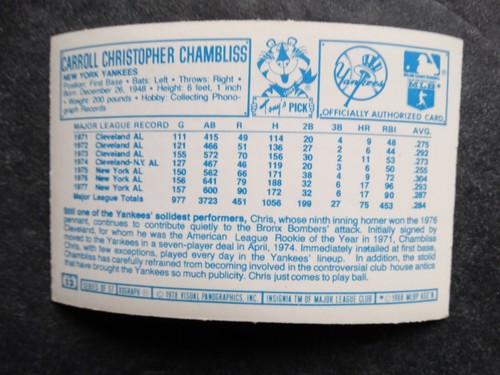 CARROLL CHRISTOPHER CHAMBLISS
NEW YORK YANKEES
Position: First Base • Bats: Left • Throws: Right •
Born: December 26, 1948 • Height: 6 feet, 1 inch
• Weight: 200 pounds • Hobby: Collecting Phono-
graph Records
Tony's PICK
Yankees
MLB
OFFICIALLY AUTHORIZED CARD
MAJOR LEAGUE RECORD G AB R H 2B 3B HR RBI AVG.
1971 Cleveland AL 111 415 49 114 20 4 9 48 .275
1972 Cleveland AL 121 466 51 136 27 2 6 44 .292
1973 Cleveland AL 155 572 70 156 30 2 11 53 .273
1974 Cleveland-N.Y. AL 127 467 46 119 20 3 6 50 .255
1975 New York AL 150 562 66 171 38 4 9 72 .304
1976 New York AL 156 641 79 188 32 6 17 96 .293
1977 New York AL 157 600 90 172 32 6 17 90 .287
Major League Totals 977 3723 451 1056 199 27 75 453 .284
Still one of the Yankees' solidest performers, Chris, whose ninth inning homer won the 1976
pennant, continues to contribute quietly to the Bronx Bombers' attack. Initially signed by
Cleveland, for whom he was the American League Rookie of the Year in 1971, Chambliss
moved to the Yankees in a seven-player deal in April, 1974. Immediately installed at first base,
Chris, with few exceptions, played every day in the Yankees' lineup. In addition, the stolid
Chambliss has carefully refrained from becoming involved in the controversial club house antics
that have brought the Yankees so much publicity. Chris just comes to play ball.
SERIES OF 57 XOGRAPH ® © 1978 VISUAL PANOGRAPHICS, INC. INSIGNIA TM OF MAJOR LEAGUE CLUB